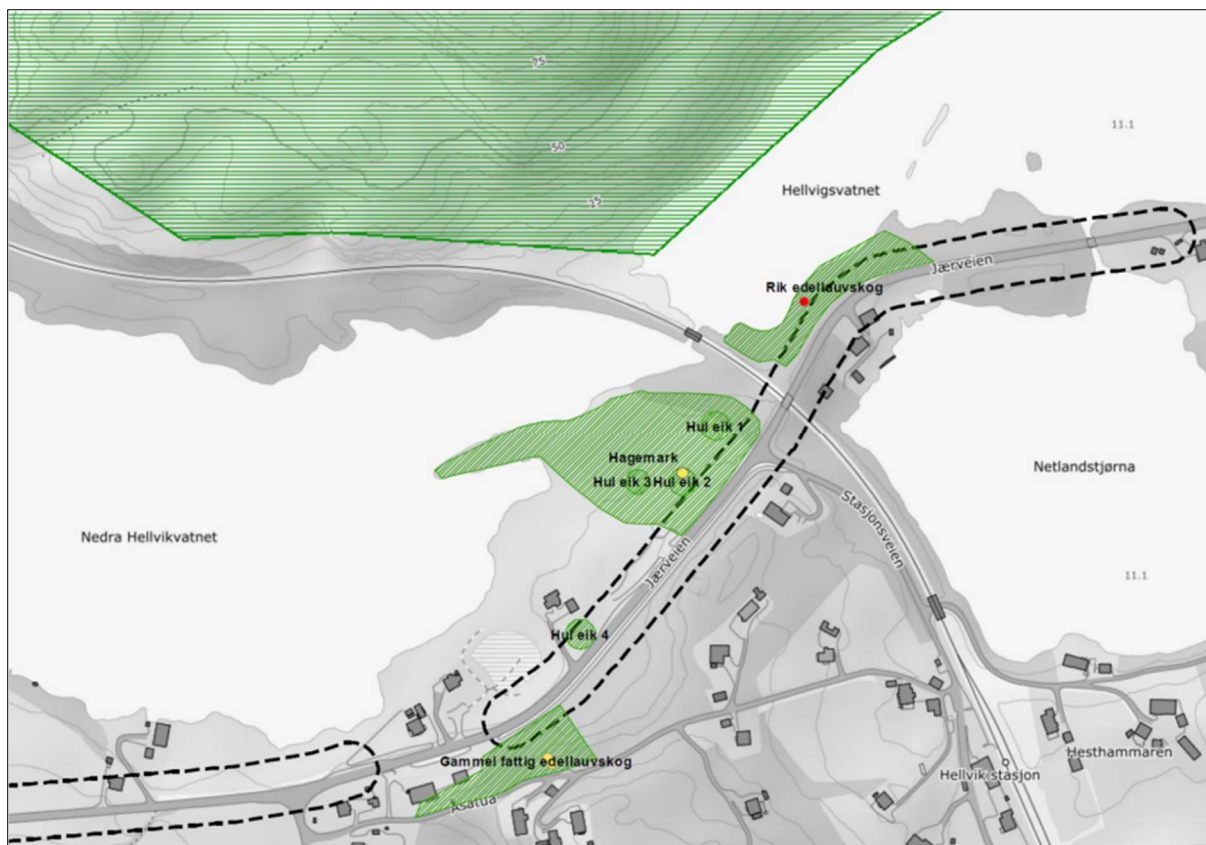 75
11.1
50
Hellvigsvatnet
25
Jærveien
Rik edellauvskog
Hul eik 1
Hagemark
Hul eik 3
Hul eik 2
Netlandstjørna
Stasjonsveien
Nedra Hellvikvatnet
Jærveien
11.1
Hul eik 4
Hesthammaren
Gammel fattig edellauvskog
Hellvik stasjon
Åsatua